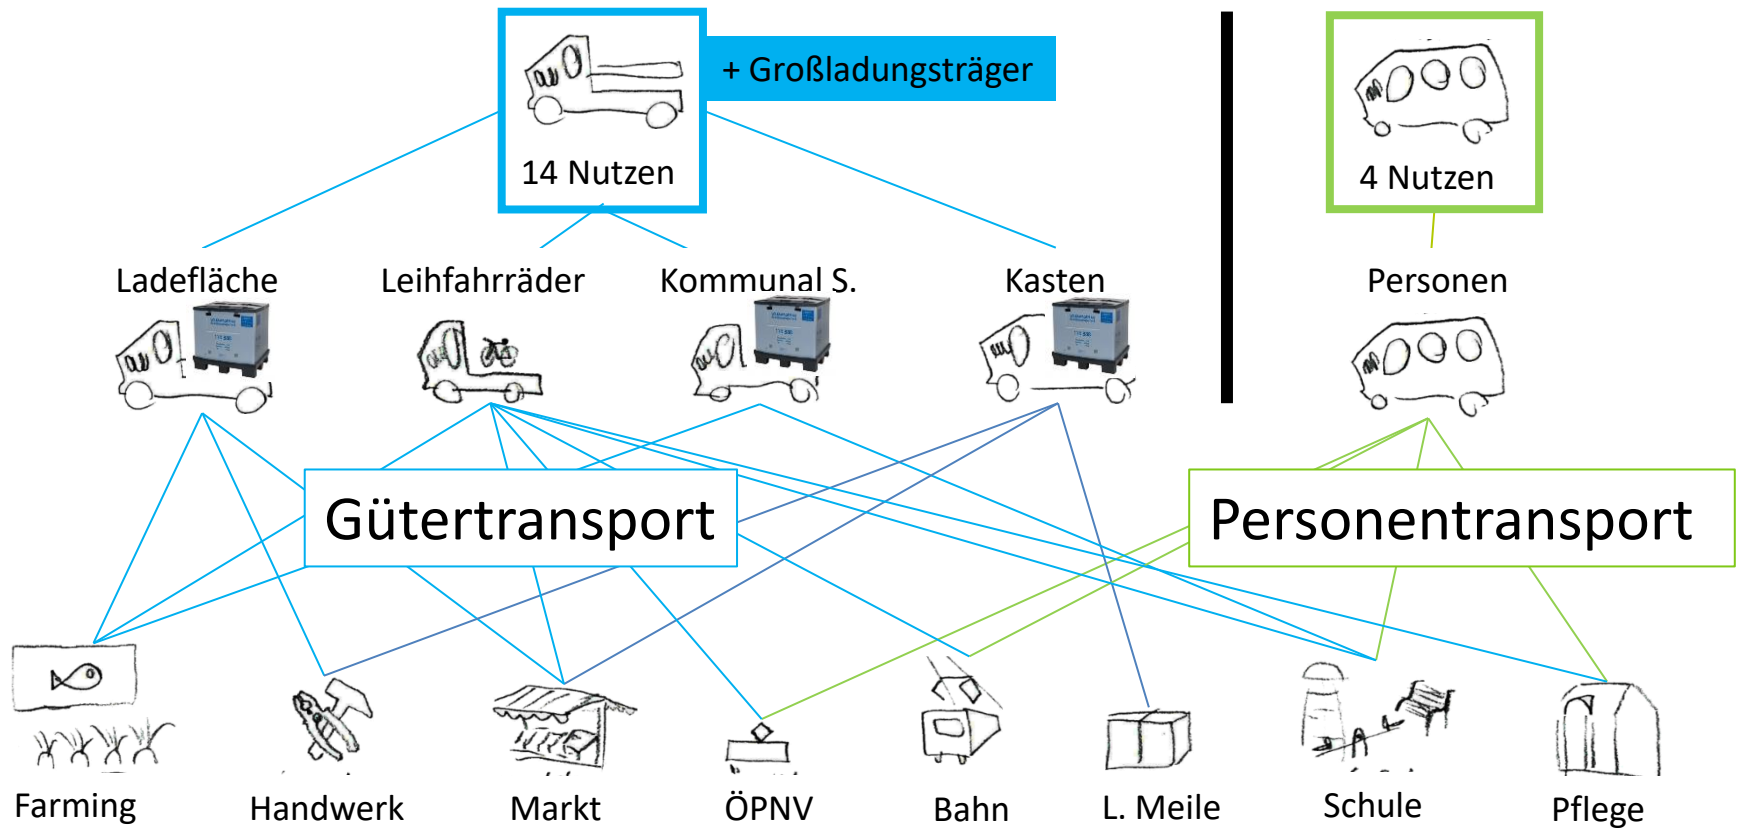 + Großladungsträger
14 Nutzen
4 Nutzen
Ladefläche
Leihfahrräder
Kommunal S.
Kasten
Personen
Gütertransport
Personentransport
Farming
Handwerk
Markt
ÖPNV
Bahn
L. Meile
Schule
Pflege